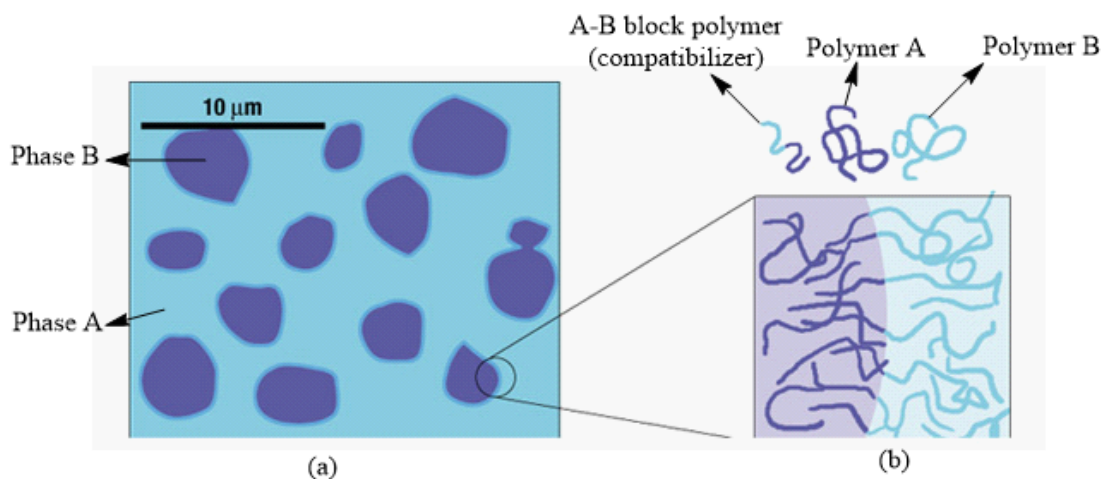 A-B block polymer
(compatibilizer)
Polymer A
Polymer B
10 μm
Phase B
Phase A
(a)
(b)